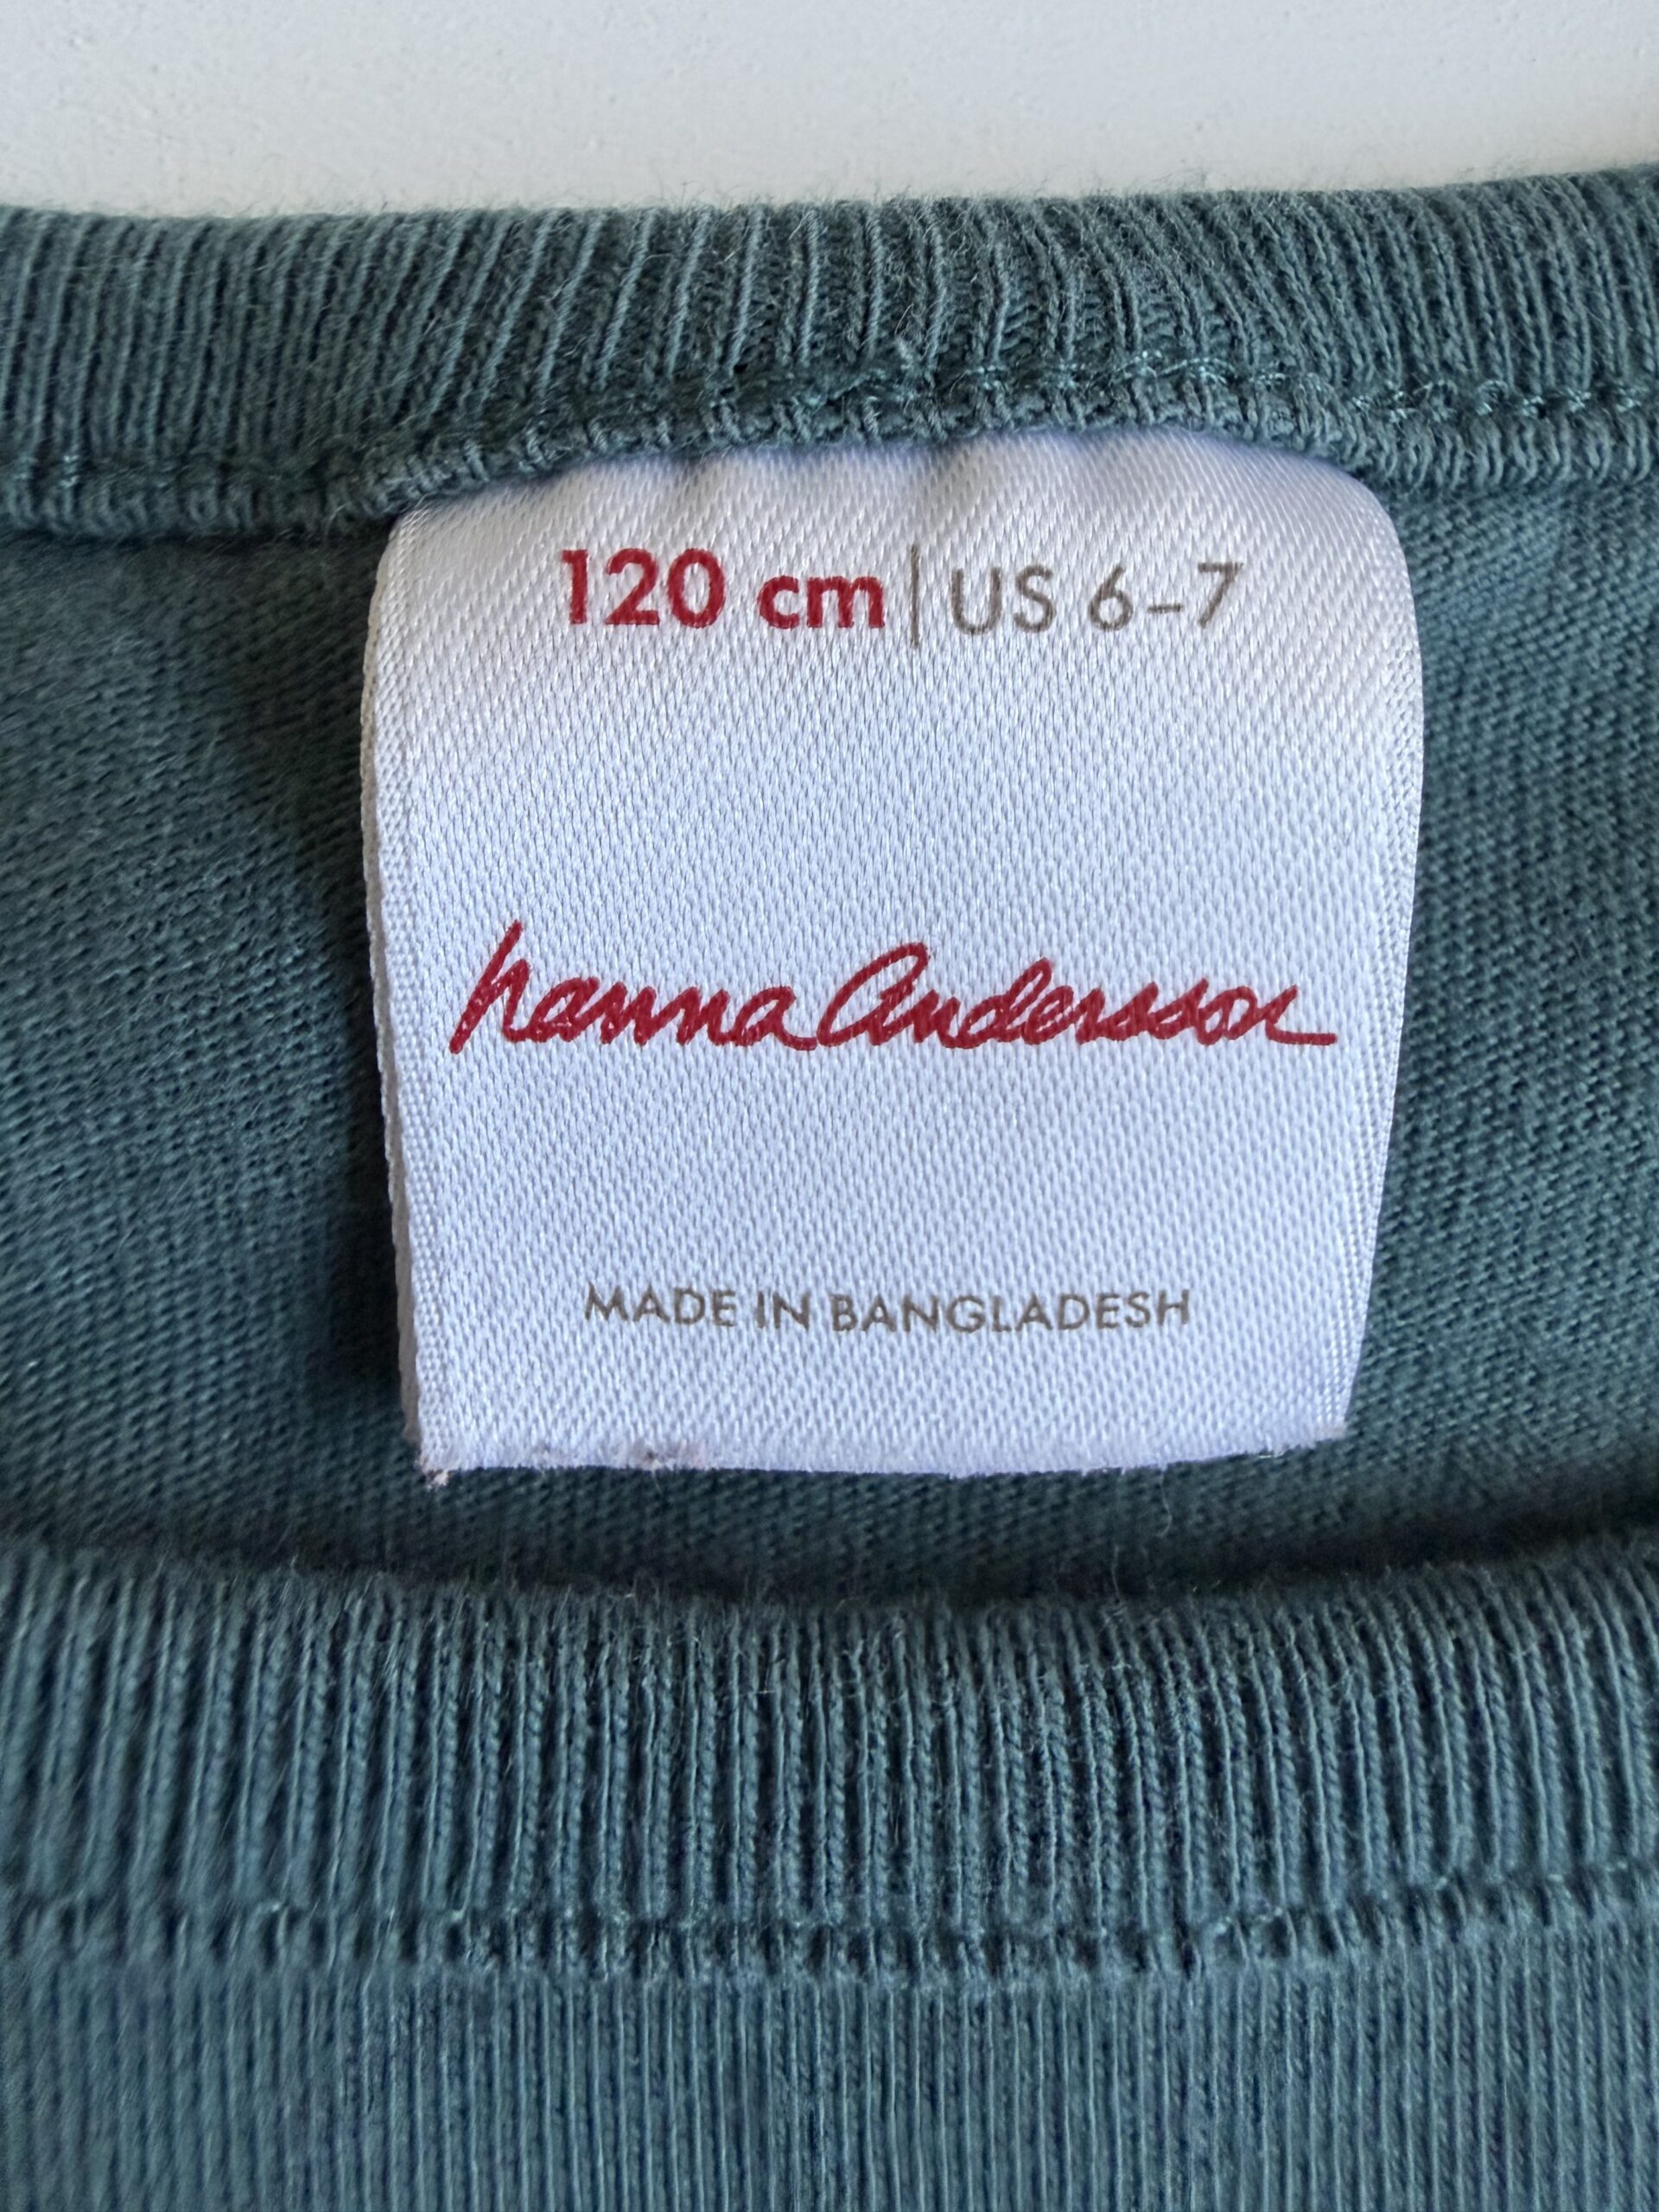 120 cm | US 6-7
hanna Andersson
MADE IN BANGLADESH